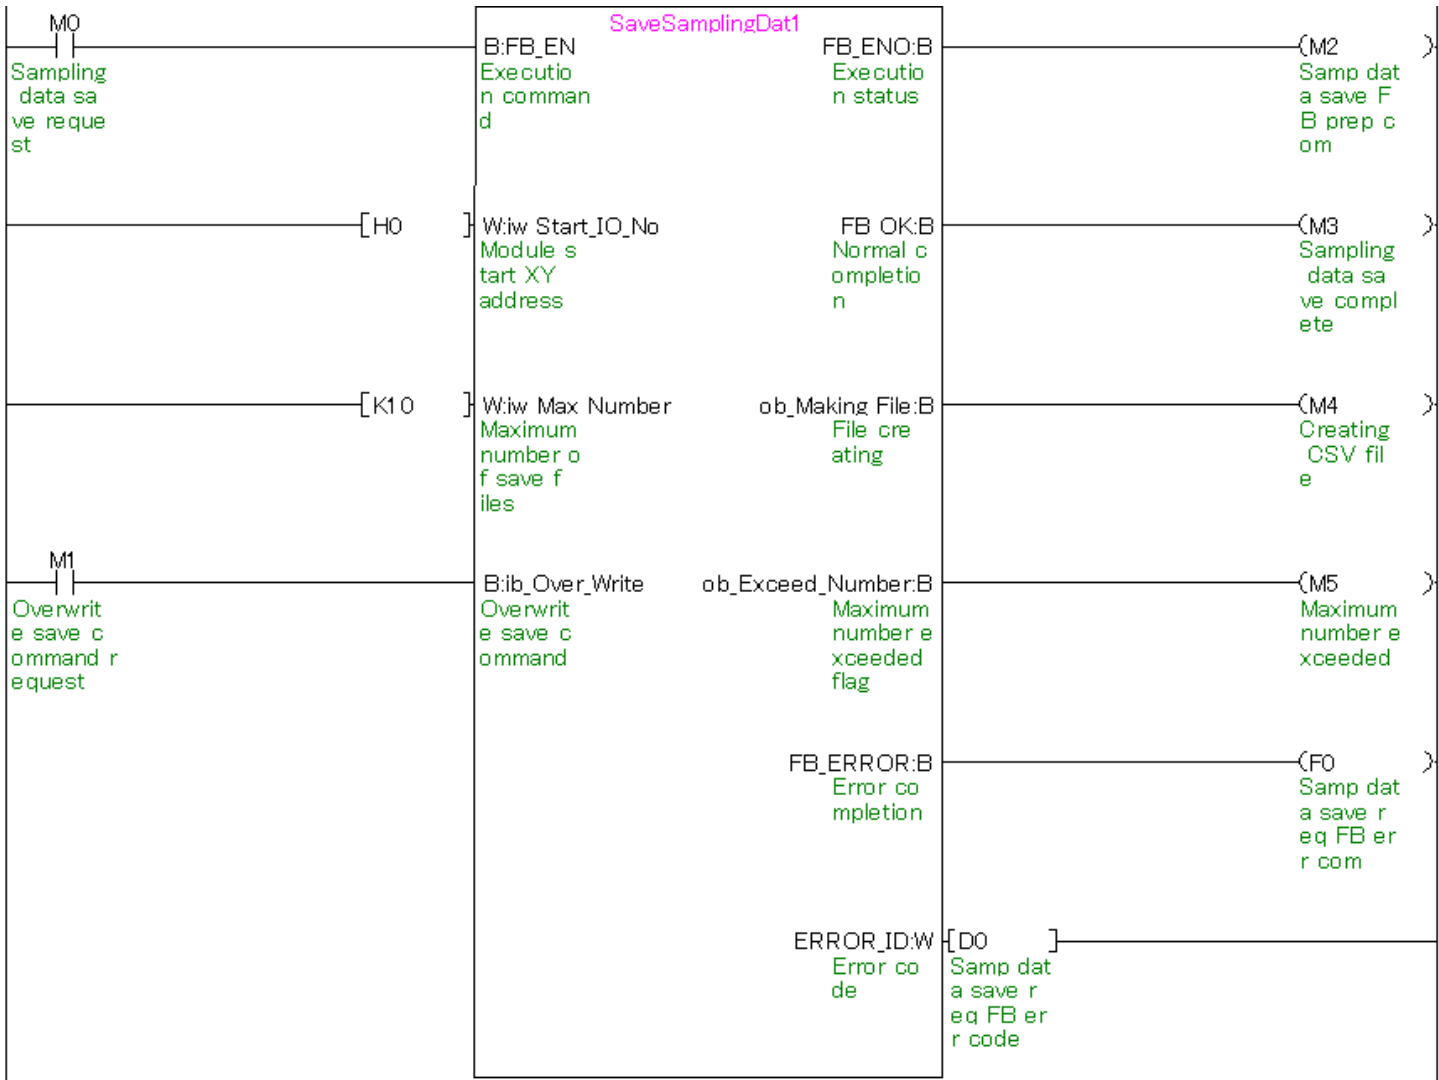 SaveSamplingDat1
M0
B:FB_EN
FB_ENO:B
(M2 )
Sampling
data sa
ve reque
st
Executio
n comman
d
Executio
n status
Samp dat
a save F
B prep c
om
[H0 ]
W:iw Start_IO_No
FB OK:B
(M3 )
Module s
tart XY
address
Normal c
ompletio
n
Sampling
data sa
ve compl
ete
[K10 ]
W:iw Max Number
ob_Making File:B
(M4 )
Maximum
number o
f save f
iles
File cre
ating
Creating
CSV fil
e
M1
B:ib_Over_Write
ob_Exceed_Number:B
(M5 )
Overwrit
e save c
ommand r
equest
Overwrit
e save c
ommand
Maximum
number e
xceeded
flag
Maximum
number e
xceeded
FB_ERROR:B
(F0 )
Error co
mpletion
Samp dat
a save r
eq FB er
r com
ERROR_ID:W
[D0 ]
Error co
de
Samp dat
a save r
eq FB er
r code